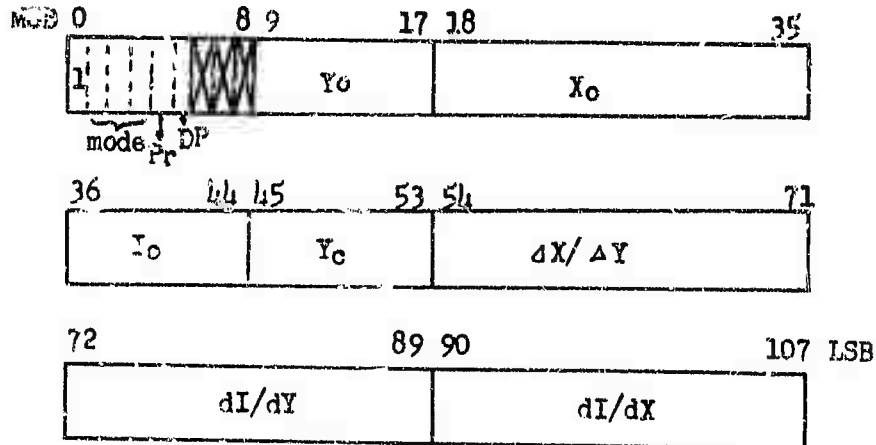 MSB 0 8 9 17 18 35
1 Yo Xo
mode Pr DP
36 44 45 53 54 71
Io Yc ΔX/ ΔY
72 89 90 107 LSB
dI/dY dI/dX